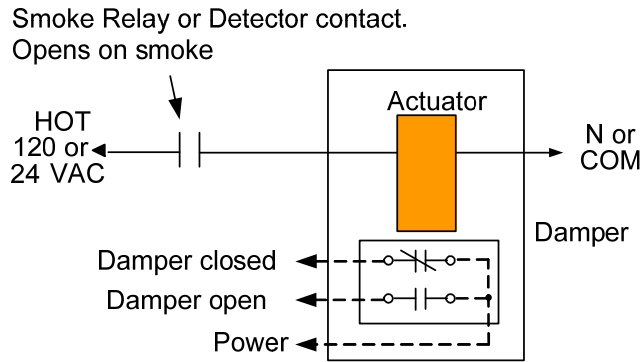 Smoke Relay or Detector contact.
Opens on smoke
HOT
120 or
24 VAC
Actuator
N or
COM
Damper
Damper closed
Damper open
Power